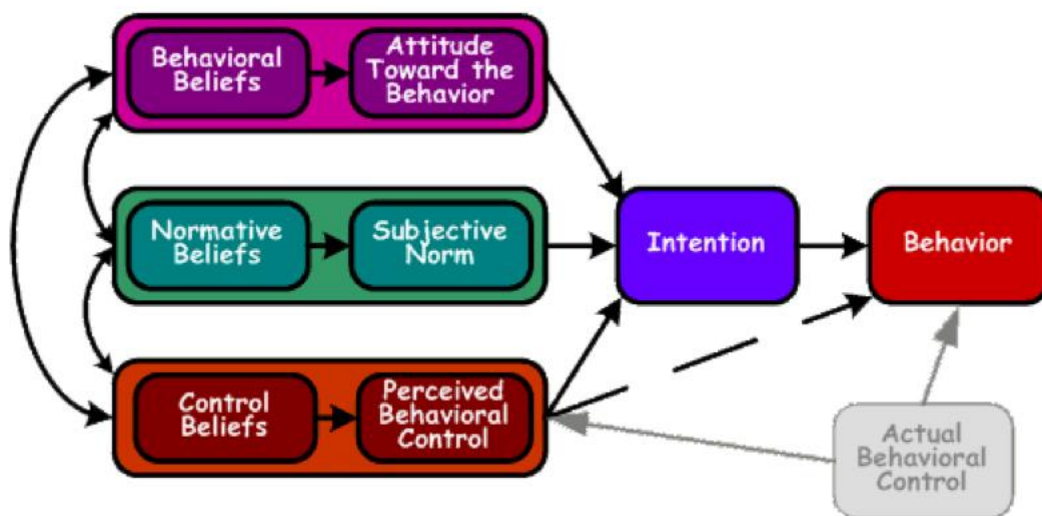 Behavioral
Beliefs
Attitude
Toward the
Behavior
Normative
Beliefs
Subjective
Norm
Intention
Behavior
Control
Beliefs
Perceived
Behavioral
Control
Actual
Behavioral
Control